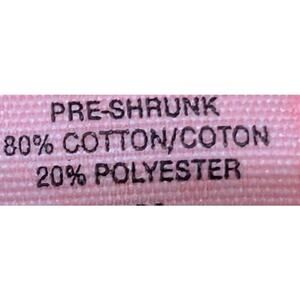 PRE-SHRUNK
80% COTTON/COTON
20% POLYESTER